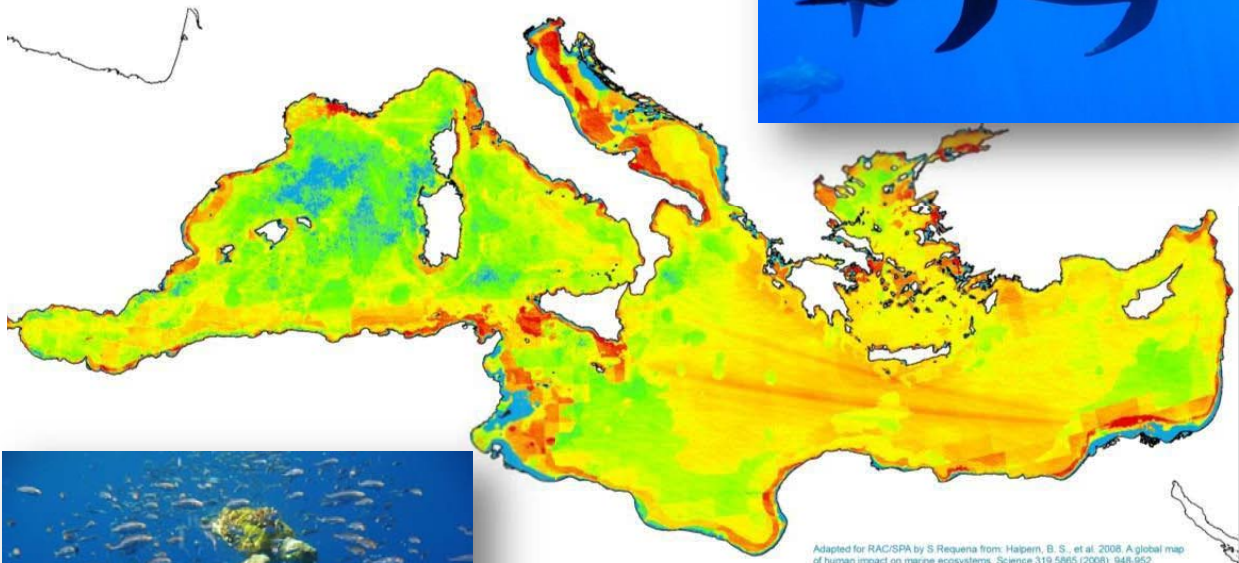 Adapted for RAC/SPA by S Requena from: Halpern, B. S., et al. 2008. A global map
of human impact on marine ecosystems. Science 319.5865 (2008): 948-952